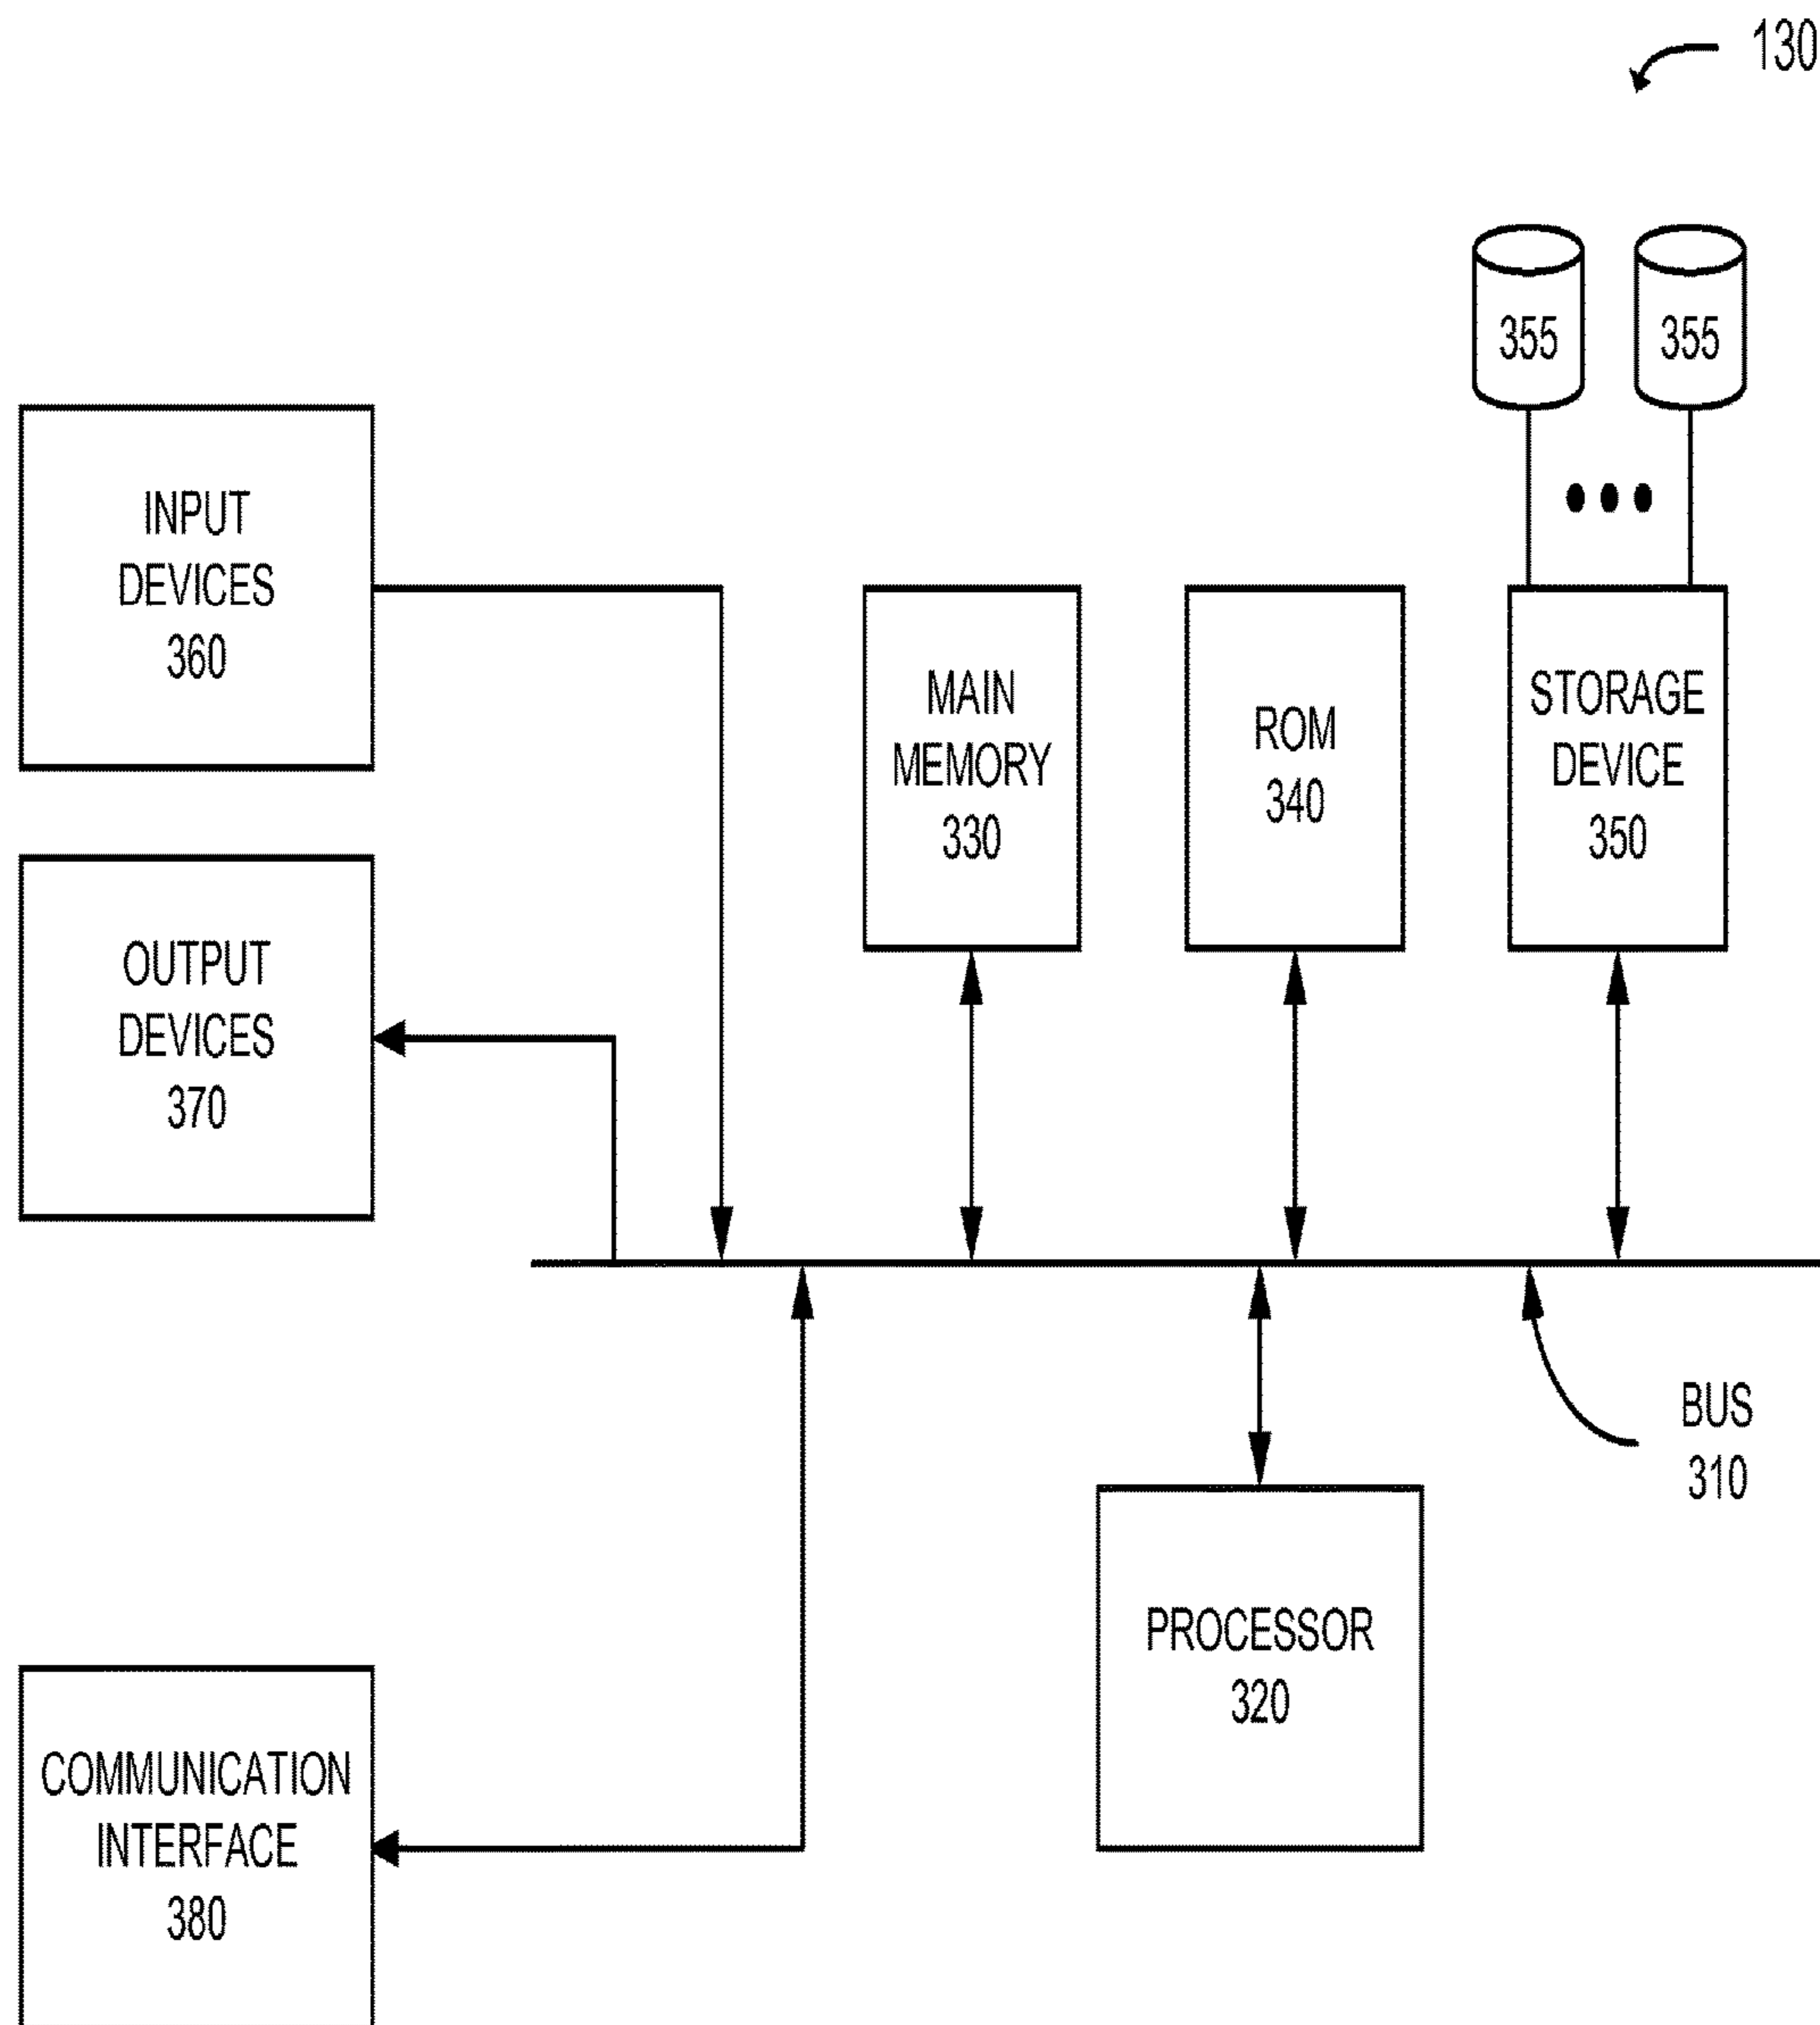 130
355
355
INPUT
DEVICES
360
MAIN
MEMORY
330
ROM
340
STORAGE
DEVICE
350
OUTPUT
DEVICES
370
BUS
310
PROCESSOR
320
COMMUNICATION
INTERFACE
380